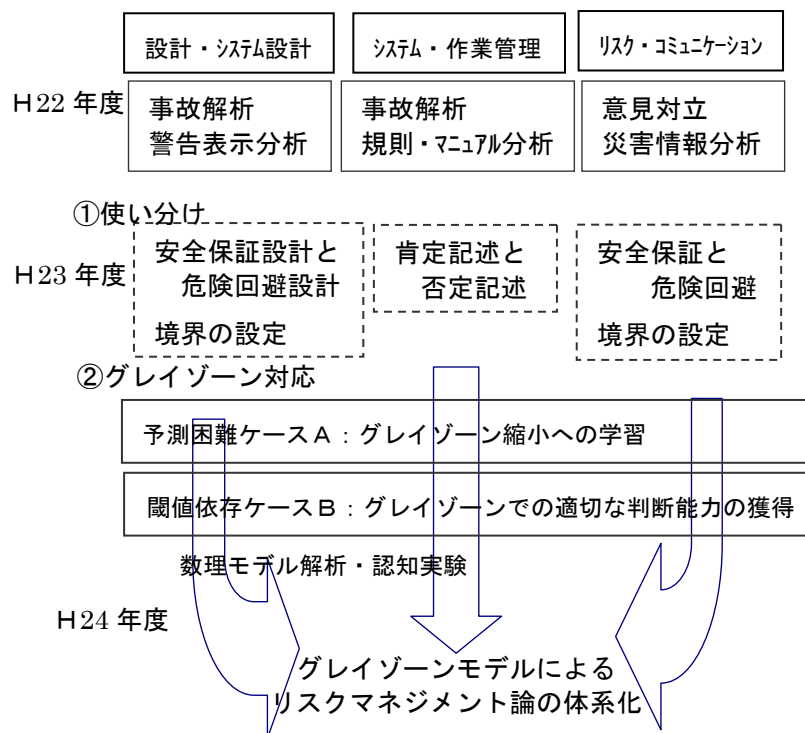 設計・システム設計
システム・作業管理
リスク・コミュニケーション
H22年度
事故解析
警告表示分析
事故解析
規則・マニュアル分析
意見対立
災害情報分析
①使い分け
H23年度
安全保証設計と
危険回避設計
境界の設定
肯定記述と
否定記述
安全保証と
危険回避
境界の設定
②グレイゾーン対応
予測困難ケースA:グレイゾーン縮小への学習
閾値依存ケースB:グレイゾーンでの適切な判断能力の獲得
数理モデル解析・認知実験
H24年度
グレイゾーンモデルによる
リスクマネジメント論の体系化